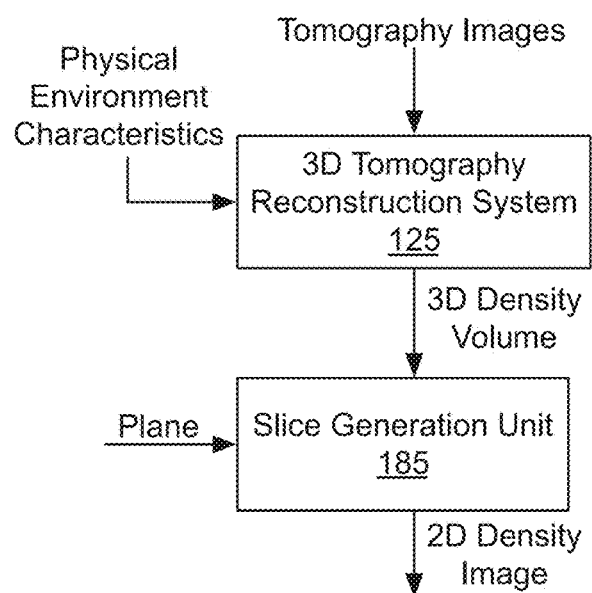 Tomography Images
Physical
Environment
Characteristics
3D Tomography
Reconstruction System
125
3D Density
Volume
Plane
Slice Generation Unit
185
2D Density
Image